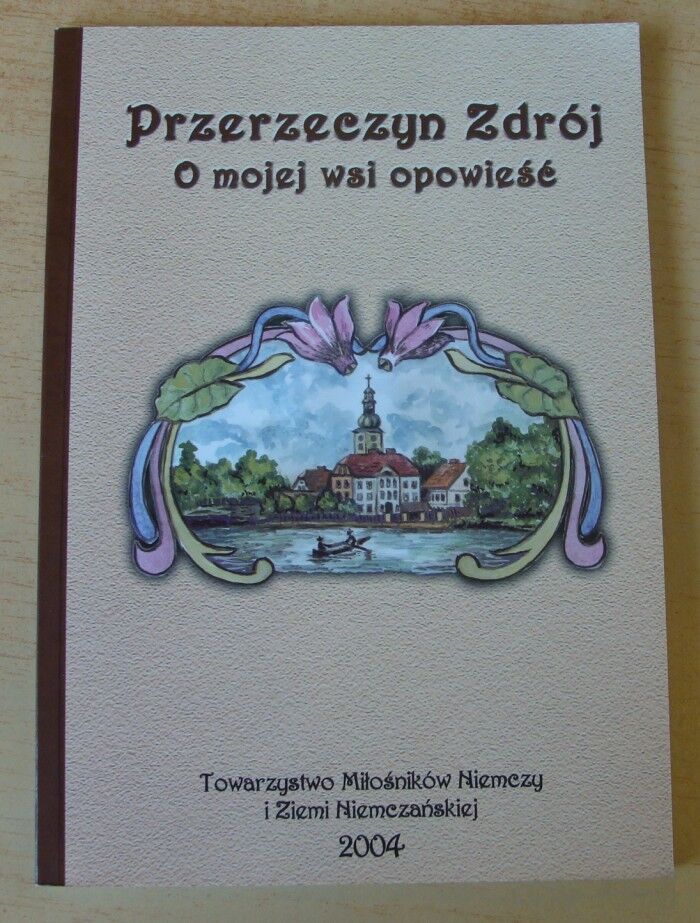 Przerzeczyn Zdrój
O mojej wsi opowieść
Towarzystwo Miłośników Niemczy
i Ziemi Niemczańskiej
2004